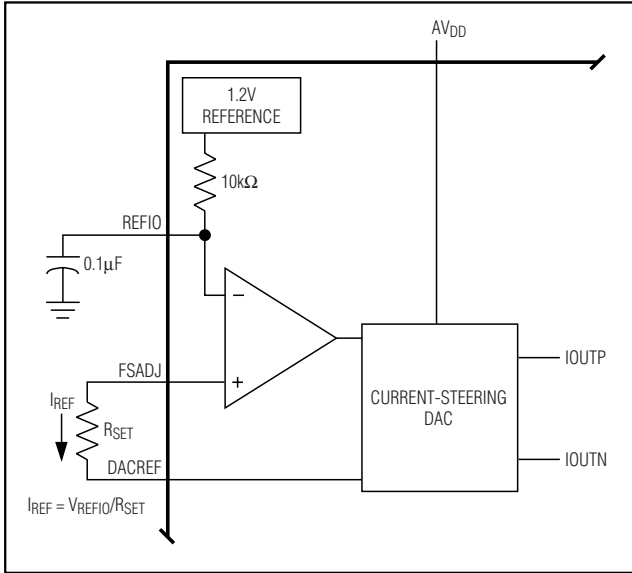 AVDD
1.2V
REFERENCE
10kΩ
REFIO
0.1µF
−
+
FSADJ
IREF
RSET
DACREF
CURRENT-STEERING
DAC
IOUTP
IOUTN
IREF = VREFIO/RSET